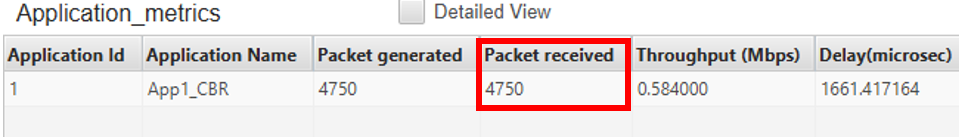 Application_metrics Detailed View
Application Id Application Name Packet generated Packet received Throughput (Mbps) Delay(microsec)
1 App1_CBR 4750 4750 0.584000 1661.417164